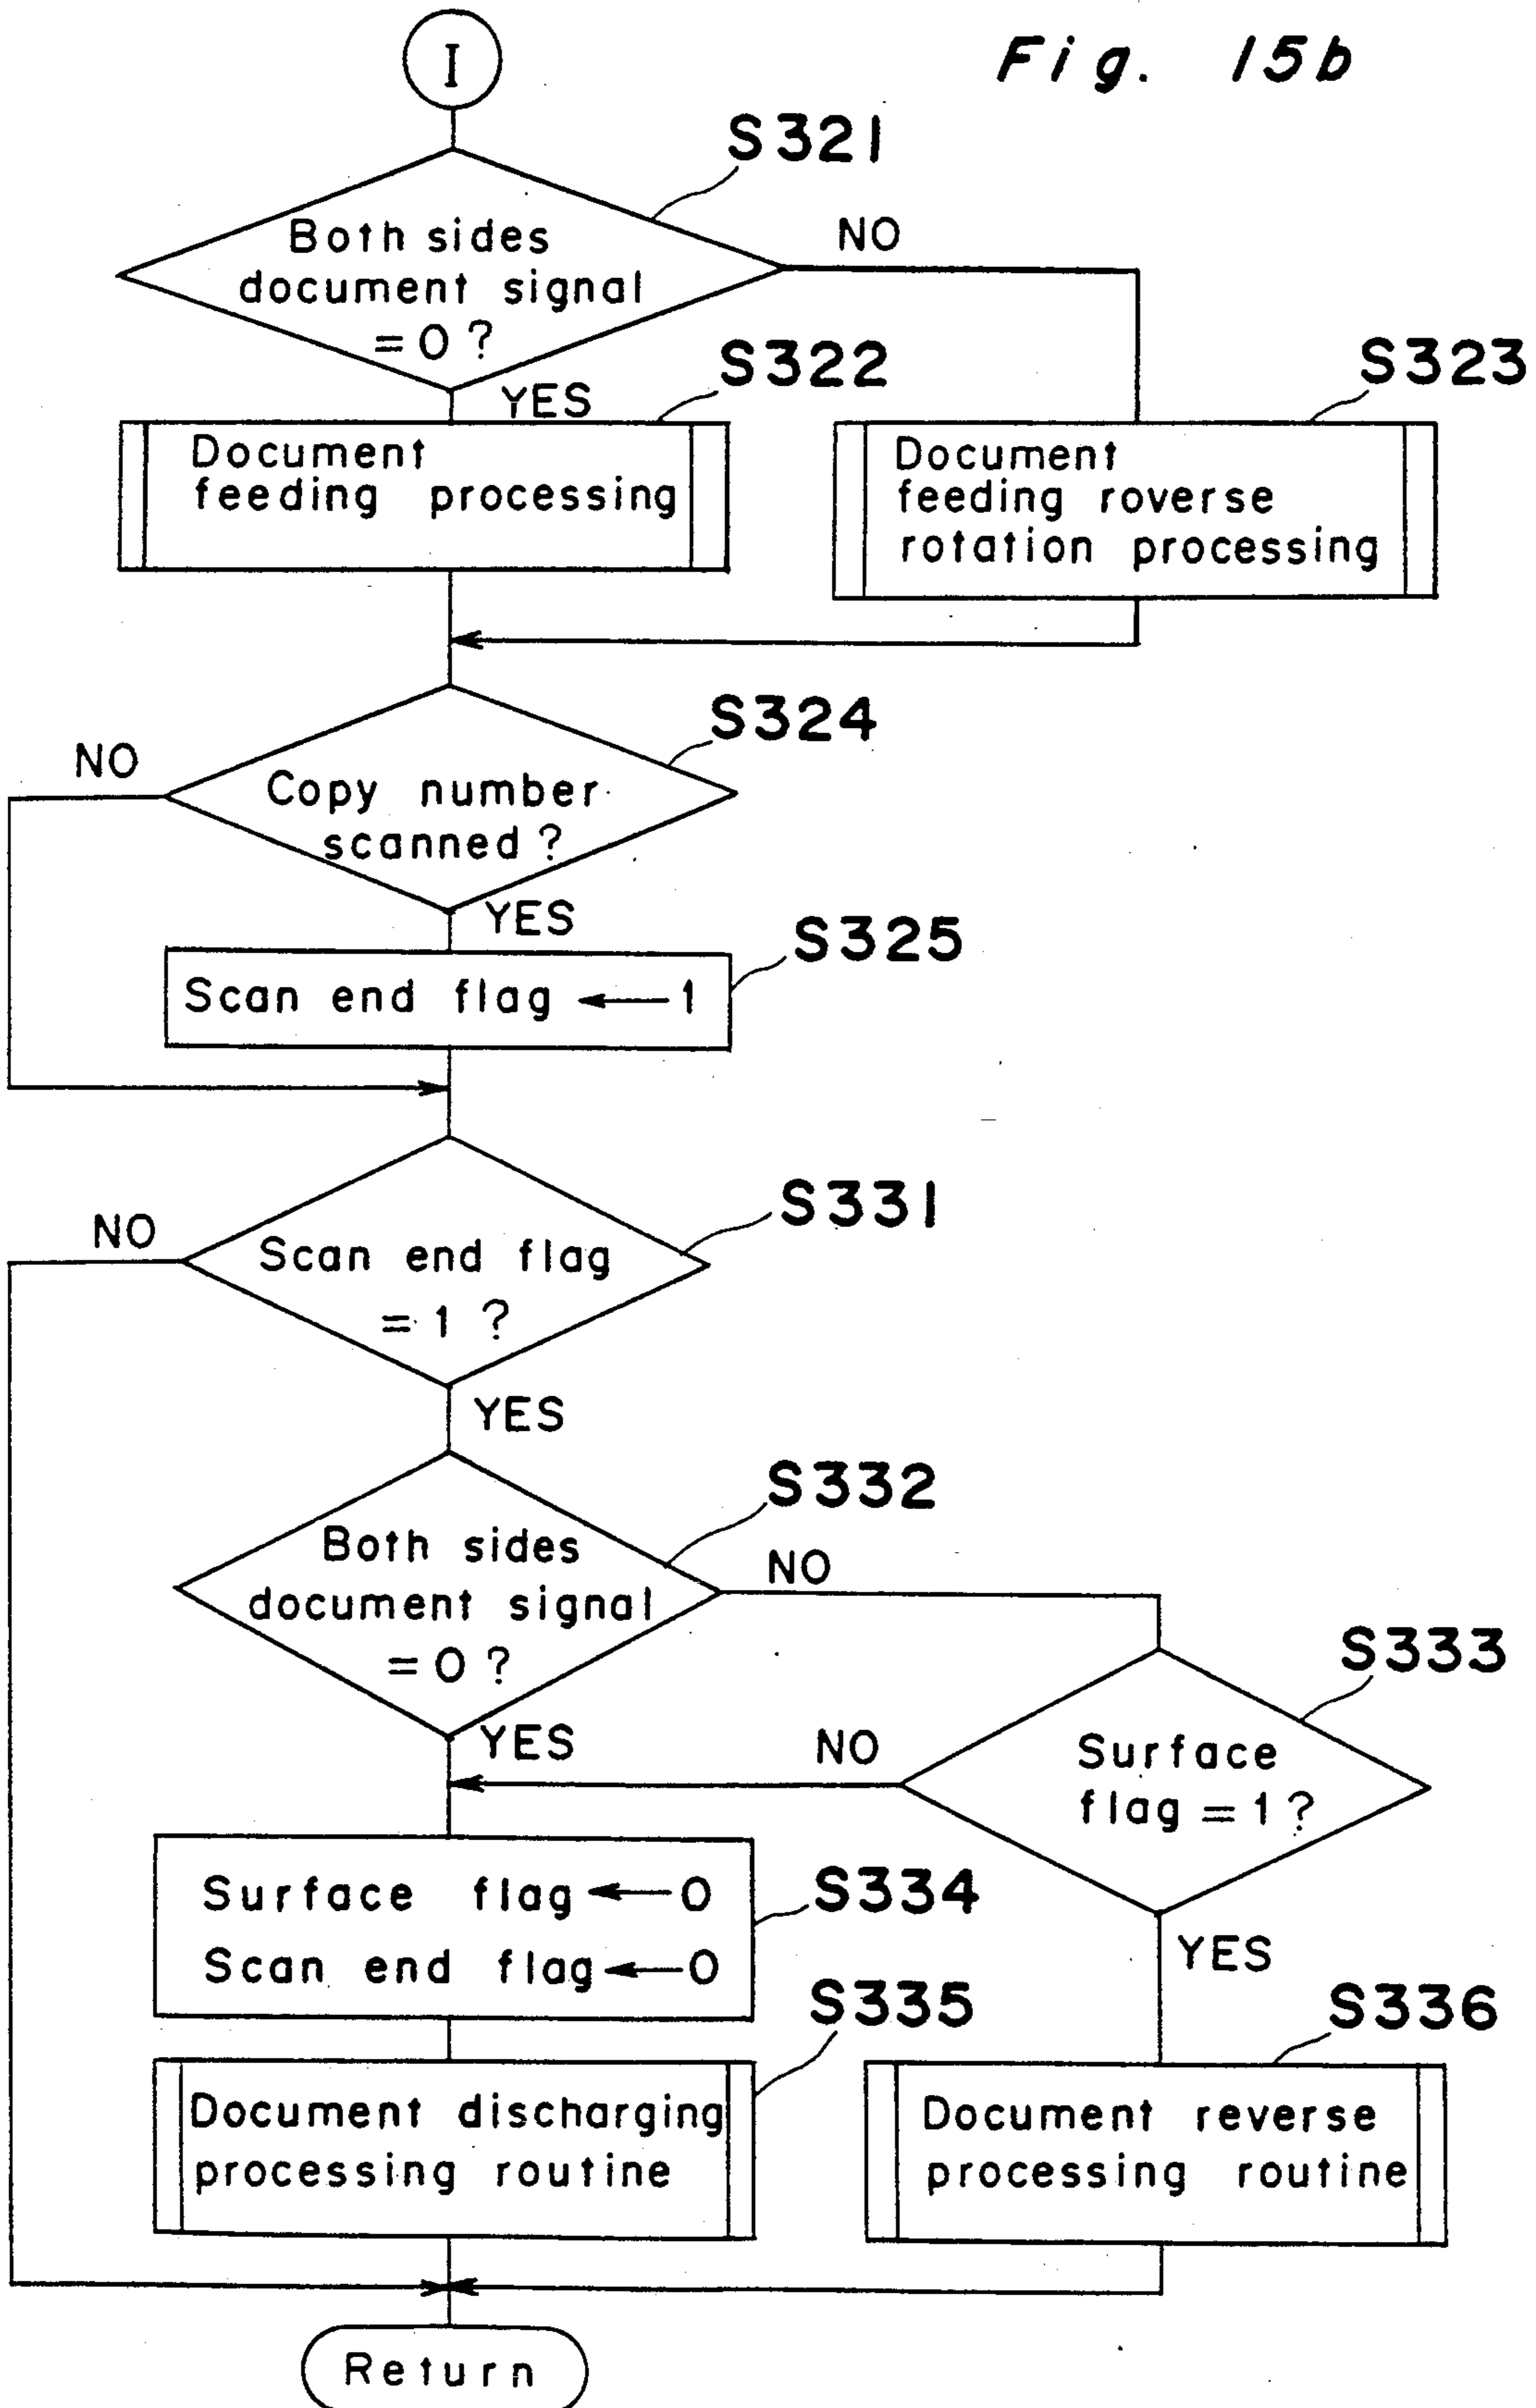 Fig. 15b
I
S321
Both sides
document signal
= 0 ?
NO
YES
S322
Document
feeding processing
S323
Document
feeding roverse
rotation processing
S324
NO
Copy number
scanned ?
YES
S325
Scan end flag ← 1
S331
NO
Scan end flag
= 1 ?
YES
S332
Both sides
document signal
= 0 ?
NO
YES
S333
NO
Surface
flag = 1 ?
YES
S334
Surface flag ← 0
Scan end flag ← 0
S335
Document discharging
processing routine
S336
Document reverse
processing routine
Return